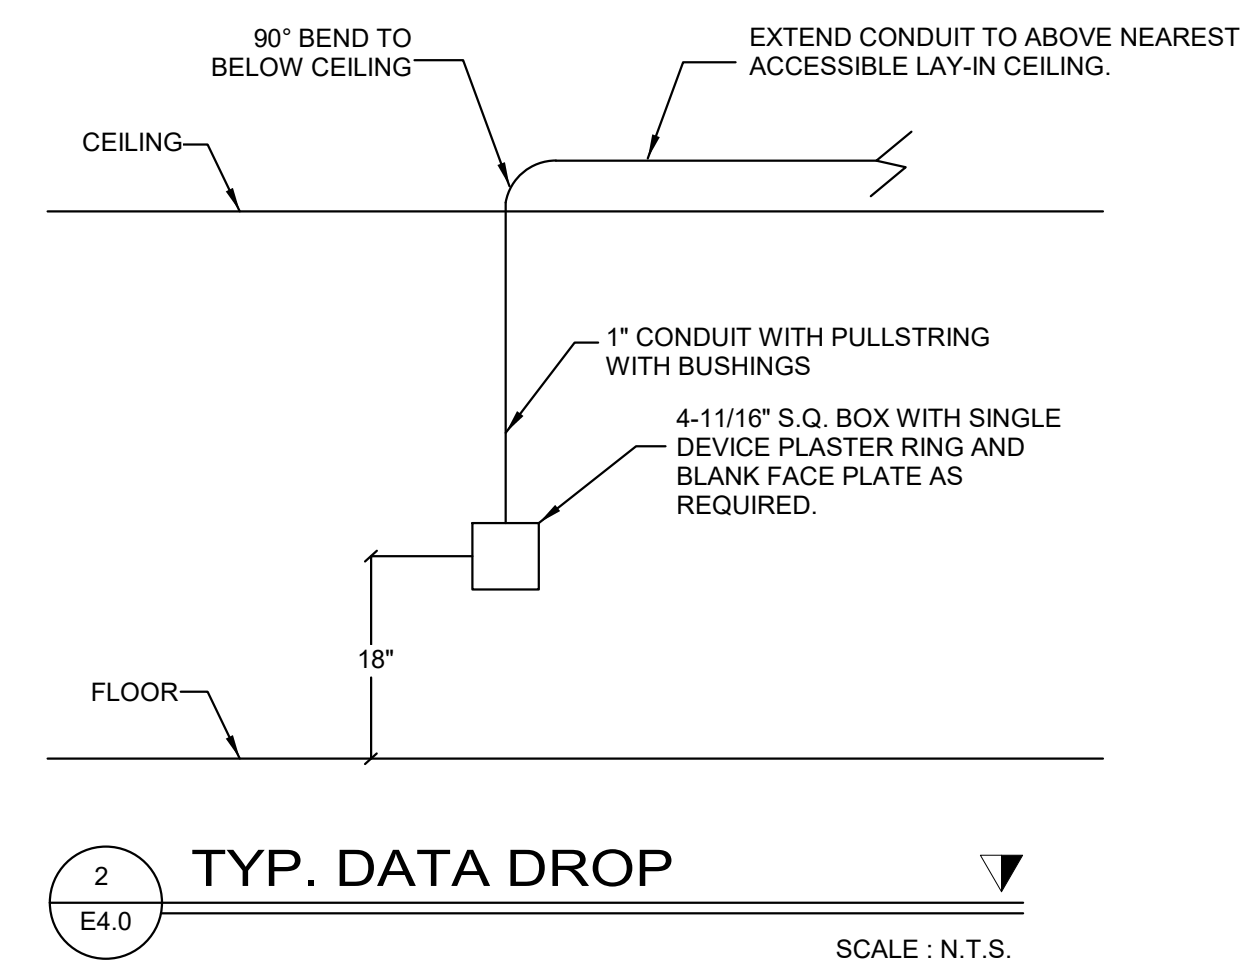 90° BEND TO
BELOW CEILING
EXTEND CONDUIT TO ABOVE NEAREST
ACCESSIBLE LAY-IN CEILING.
CEILING
1" CONDUIT WITH PULLSTRING
WITH BUSHINGS
4-11/16" S.Q. BOX WITH SINGLE
DEVICE PLASTER RING AND
BLANK FACE PLATE AS
REQUIRED.
18"
FLOOR
2
E4.0
TYP. DATA DROP
SCALE : N.T.S.